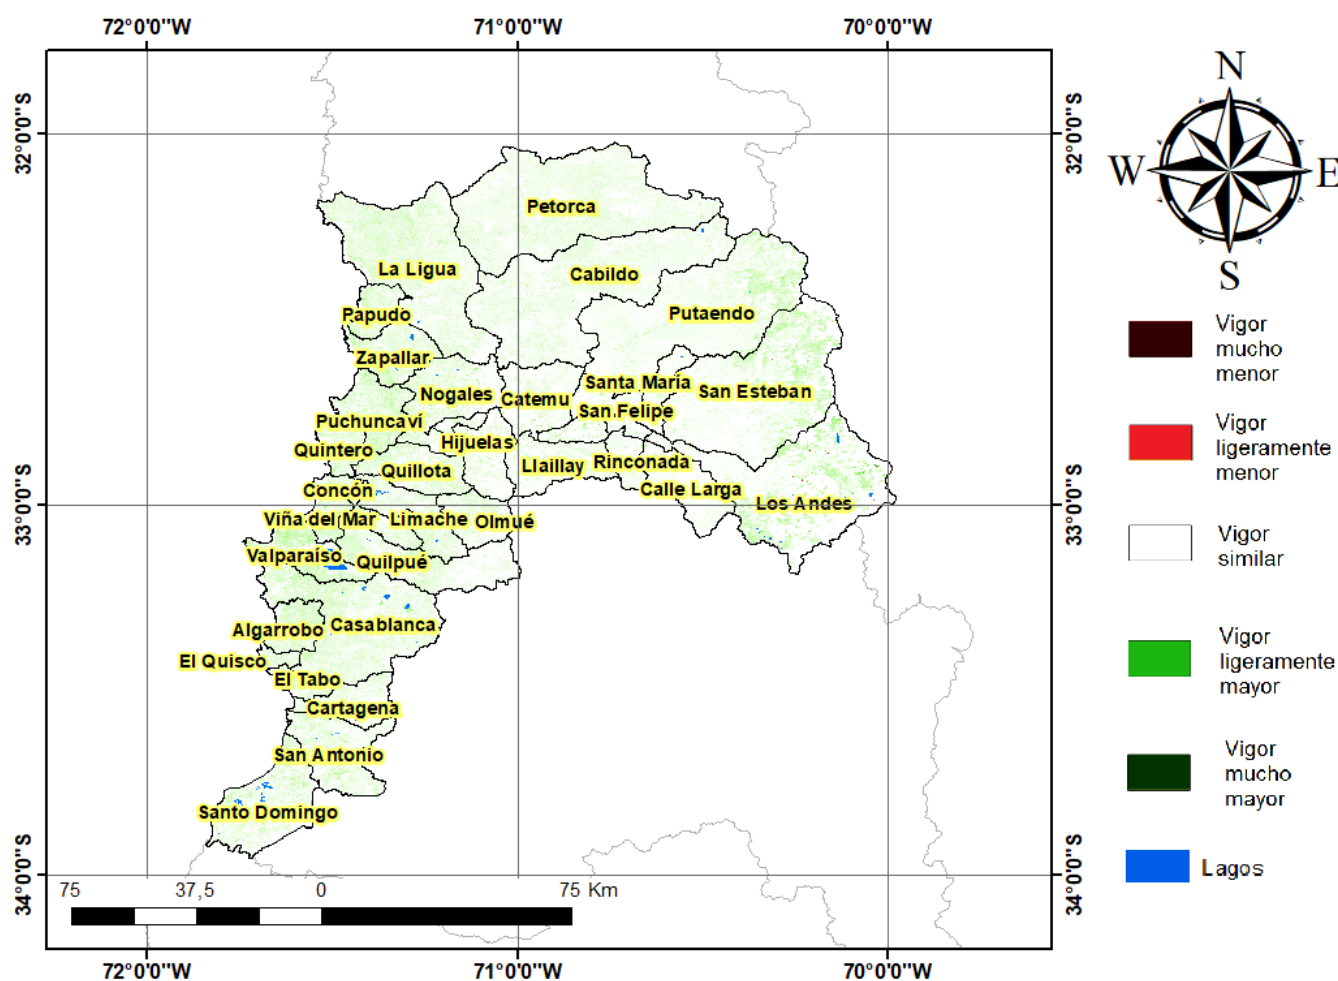 72°0'0"W
71°0'0"W
70°0'0"W
32°0'0"S
32°0'0"S
33°0'0"S
33°0'0"S
34°0'0"S
34°0'0"S
N
W
E
S
Petorca
La Ligua
Cabildo
Papudo
Putaendo
Zapallar
Santa María
San Esteban
Nogales
Catemu
San Felipe
Puchuncaví
Hijuelas
Quintero
Quillota
Llaillay
Rinconada
Concón
Calle Larga
Los Andes
Viña del Mar
Limache
Olmué
Valparaíso
Quilpué
Algarrobo
Casablanca
El Quisco
El Tabo
Cartagena
San Antonio
Santo Domingo
75
37,5
0
75 Km
72°0'0"W
71°0'0"W
70°0'0"W
Vigor
mucho
menor
Vigor
ligeramente
menor
Vigor
similar
Vigor
ligeramente
mayor
Vigor
mucho
mayor
Lagos